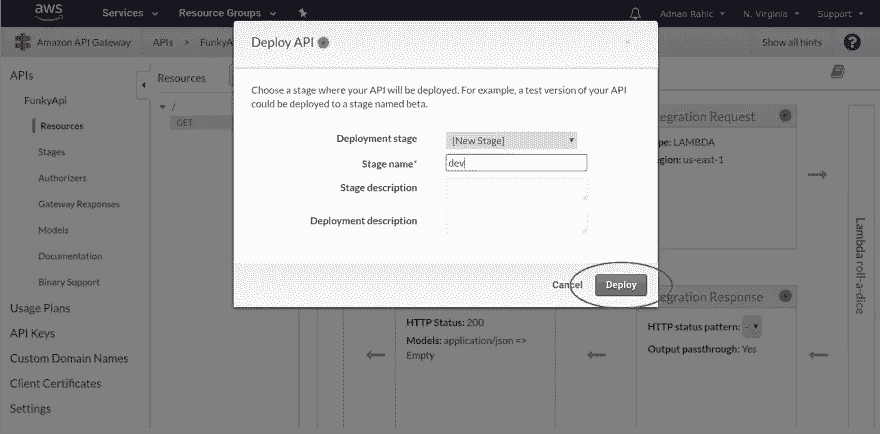 aws
Services
Resource Groups
Adnan Rahic
N. Virginia
Support
Amazon API Gateway
APIs
>
FunkyA
Show all hints
?
APIs
FunkyApi
Resources
Stages
Authorizers
Gateway Responses
Models
Documentation
Binary Support
Usage Plans
API Keys
Custom Domain Names
Client Certificates
Settings
Resources
/
GET
Deploy API
Choose a stage where your API will be deployed. For example, a test version of your API
could be deployed to a stage named beta.
Deployment stage
[New Stage]
Stage name*
dev
Stage description
Deployment description
Cancel
Deploy
tegration Request
pe: LAMBDA
egion: us-east-1
Lambda roll-a-dice
HTTP Status: 200
Models: application/json =>
Empty
tegration Response
HTTP status pattern: -
Output passthrough: Yes